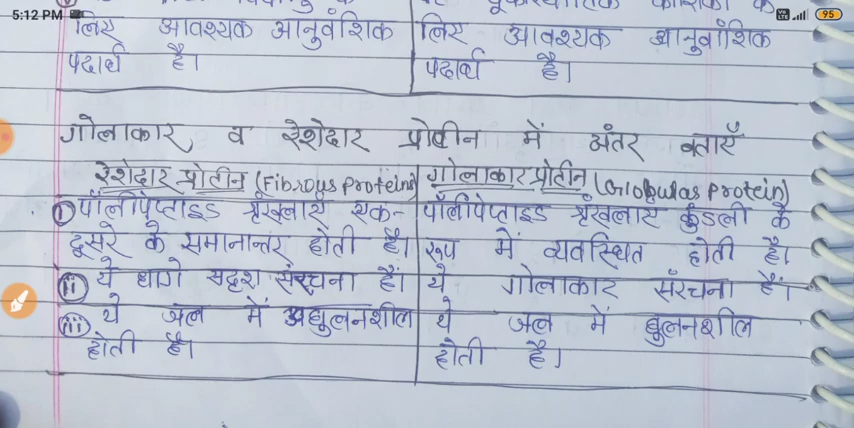 5:12 PM 95
लिए आवश्यक आनुवंशिक लिए आवश्यक आनुवांशिक
पदार्थ है। पदार्थ है।
गोलाकार व रेशेदार प्रोटीन में अंतर बताएँ
रेशेदार प्रोटीन (Fibrous Protein) गोलाकार प्रोटीन (Globular Protein)
(i) पॉलीपेप्टाइड श्रृंखलाएं एक- पॉलीपेप्टाइड श्रृंखलाएं कुंडली के
दूसरे के समानान्तर होती है। रूप में व्यवस्थित होती है।
(ii) ये धागे सदृश संरचना हैं। ये गोलाकार संरचना हैं।
(iii) ये जल में अघुलनशील ये जल में घुलनशील
होती है। होती है।